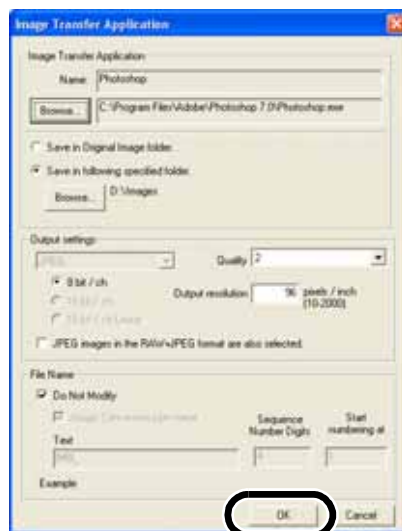 Image Transfer Application
Image Transfer Application
Name Photoshop
Browse... C:\Program Files\Adobe\Photoshop 7.0\Photoshop.exe
Save in Original Image folder.
Save in following specified folder.
Browse... D:\Images
Output settings
JPEG Quality 2
8 bit / ch
16 bit / ch
Output resolution 96 pixels / inch
(10-2000)
JPEG images in the RAW+JPEG format are also selected.
File Name
Do Not Modify
Text
Sequence
Number Digits
Start
numbering at
Example
OK Cancel